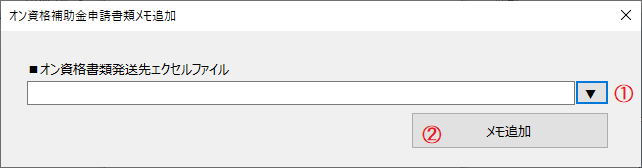 オン資格補助金申請書類メモ追加
■オン資格書類発送先エクセルファイル
▼ ①
② メモ追加